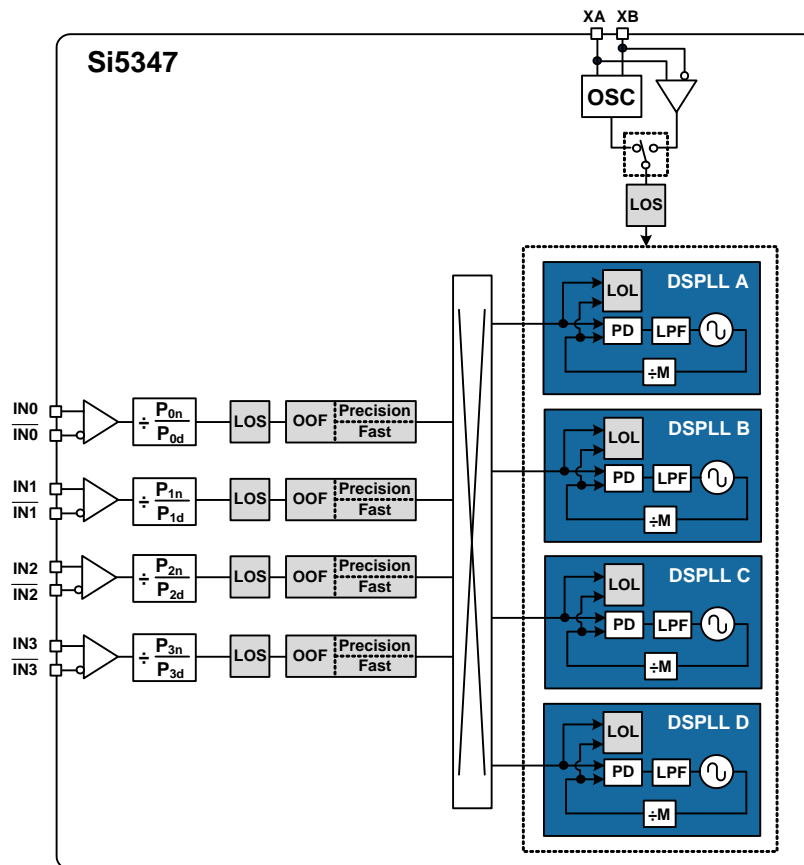 XA XB
Si5347
OSC
LOS
DSPLL A
LOL
PD
LPF
÷M
IN0
IN0
÷ P0n
P0d
LOS
OOF
Precision
Fast
DSPLL B
LOL
PD
LPF
÷M
IN1
IN1
÷ P1n
P1d
LOS
OOF
Precision
Fast
IN2
IN2
÷ P2n
P2d
LOS
OOF
Precision
Fast
DSPLL C
LOL
PD
LPF
÷M
IN3
IN3
÷ P3n
P3d
LOS
OOF
Precision
Fast
DSPLL D
LOL
PD
LPF
÷M